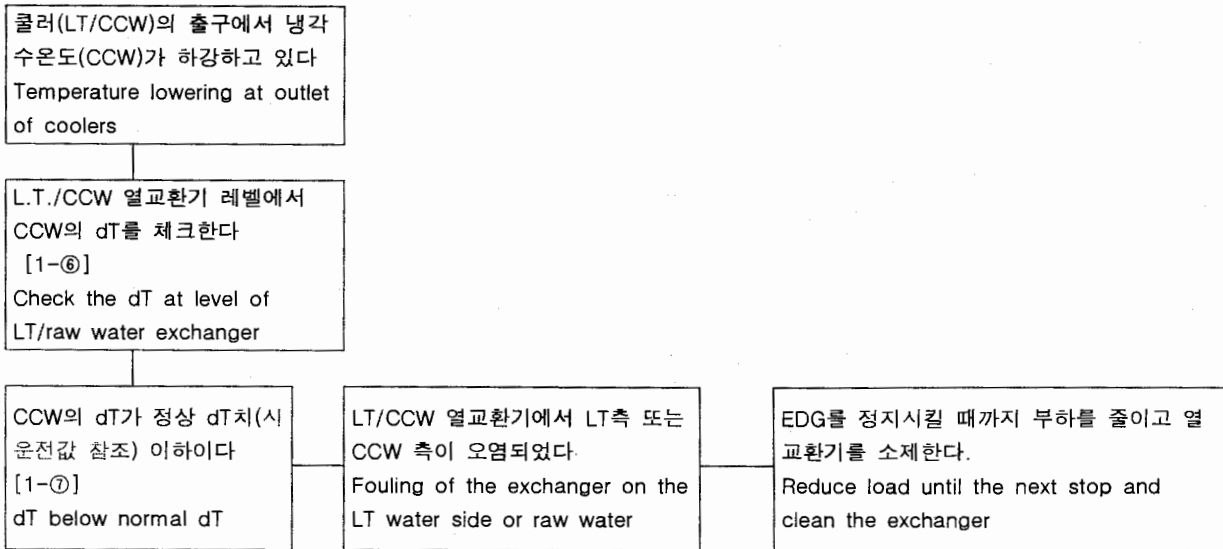 쿨러(LT/CCW)의 출구에서 냉각
수온도(CCW)가 하강하고 있다
Temperature lowering at outlet
of coolers
L.T./CCW 열교환기 레벨에서
CCW의 dT를 체크한다
[1-⑥]
Check the dT at level of
LT/raw water exchanger
CCW의 dT가 정상 dT치(시
운전값 참조) 이하이다
[1-⑦]
dT below normal dT
LT/CCW 열교환기에서 LT측 또는
CCW 측이 오염되었다.
Fouling of the exchanger on the
LT water side or raw water
EDG를 정지시킬 때까지 부하를 줄이고 열
교환기를 소제한다.
Reduce load until the next stop and
clean the exchanger